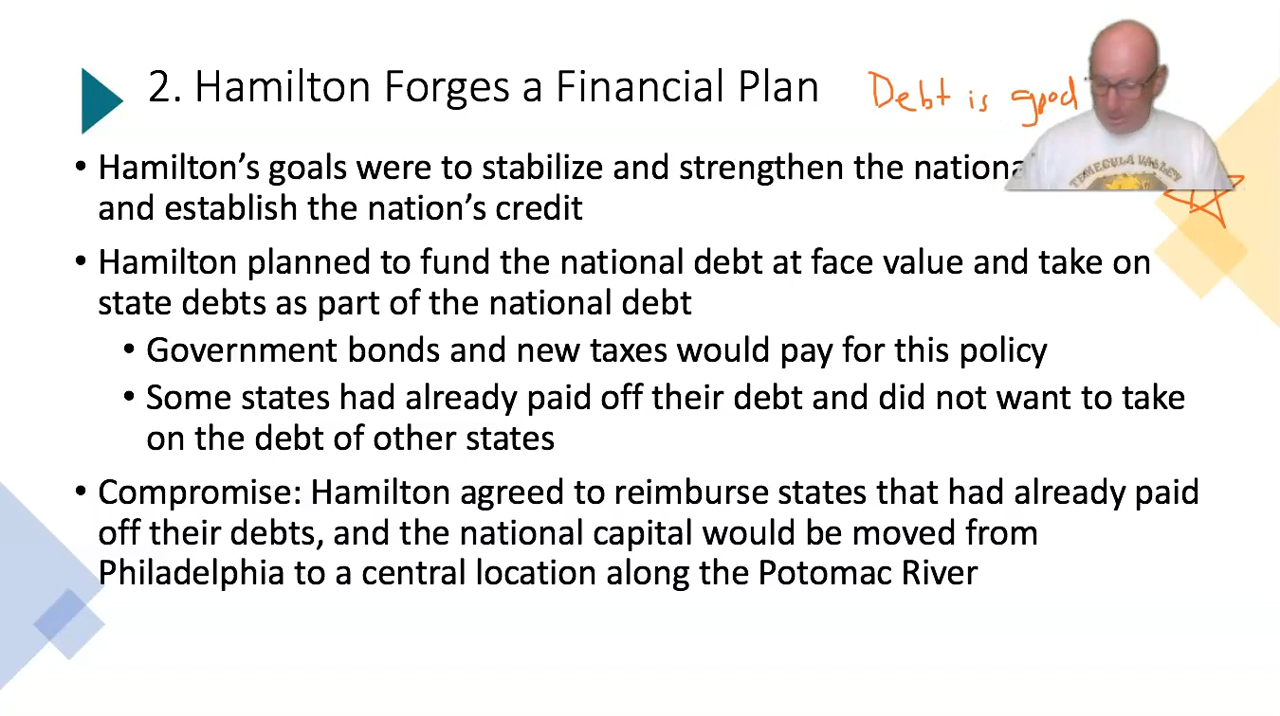 2. Hamilton Forges a Financial Plan
Debt is good
• Hamilton’s goals were to stabilize and strengthen the national
and establish the nation’s credit
• Hamilton planned to fund the national debt at face value and take on
state debts as part of the national debt
• Government bonds and new taxes would pay for this policy
• Some states had already paid off their debt and did not want to take
on the debt of other states
• Compromise: Hamilton agreed to reimburse states that had already paid
off their debts, and the national capital would be moved from
Philadelphia to a central location along the Potomac River
TEMECULA VALLEY